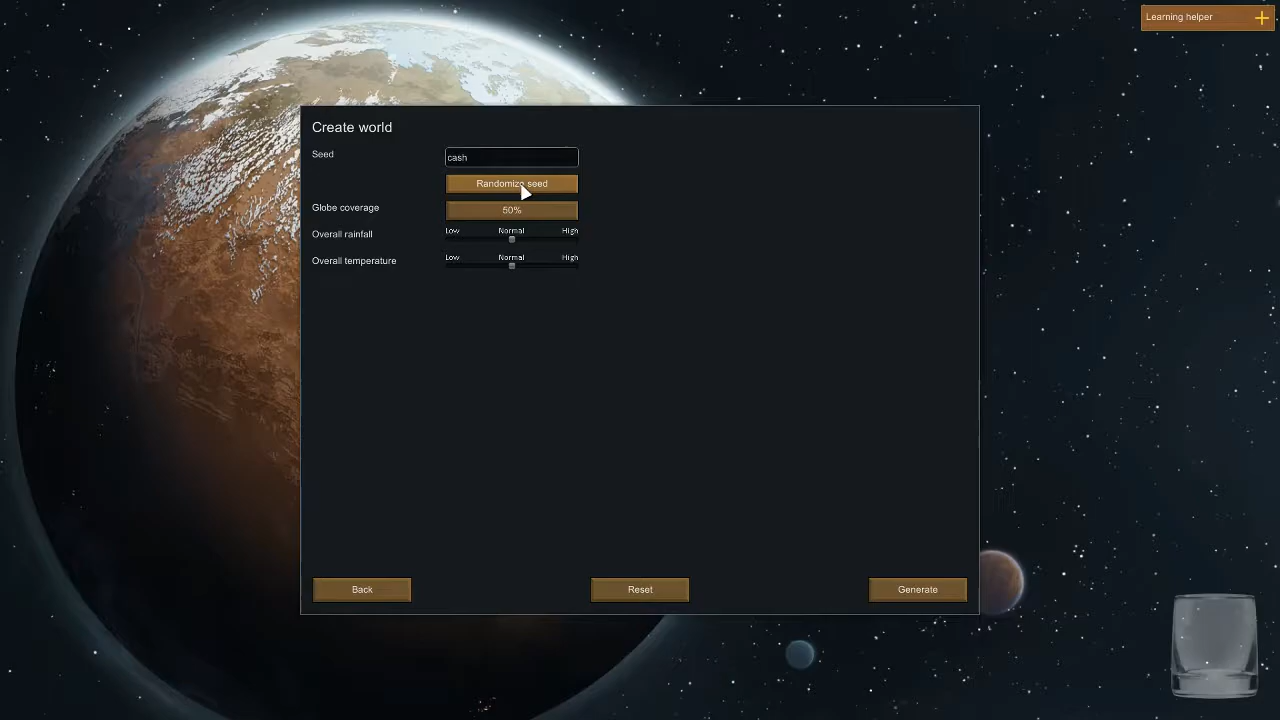 Learning helper
Create world
Seed
cash
Randomize seed
Globe coverage
50%
Overall rainfall
Low Normal High
Overall temperature
Low Normal High
Back
Reset
Generate